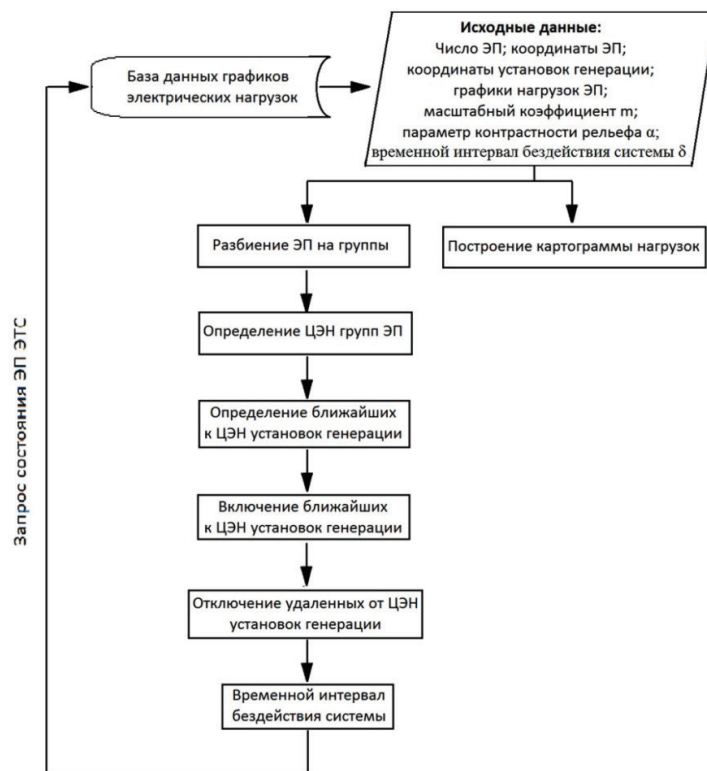 База данных графиков
электрических нагрузок
Исходные данные:
Число ЭП; координаты ЭП;
координаты установок генерации;
графики нагрузок ЭП;
масштабный коэффициент m;
параметр контрастности рельефа α;
временной интервал бездействия системы δ
Разбиение ЭП на группы
Построение картограммы нагрузок
Определение ЦЭН групп ЭП
Определение ближайших
к ЦЭН установок генерации
Включение ближайших
к ЦЭН установок генерации
Отключение удаленных от ЦЭН
установок генерации
Временной интервал
бездействия системы
Запрос состояния ЭП ЭТС